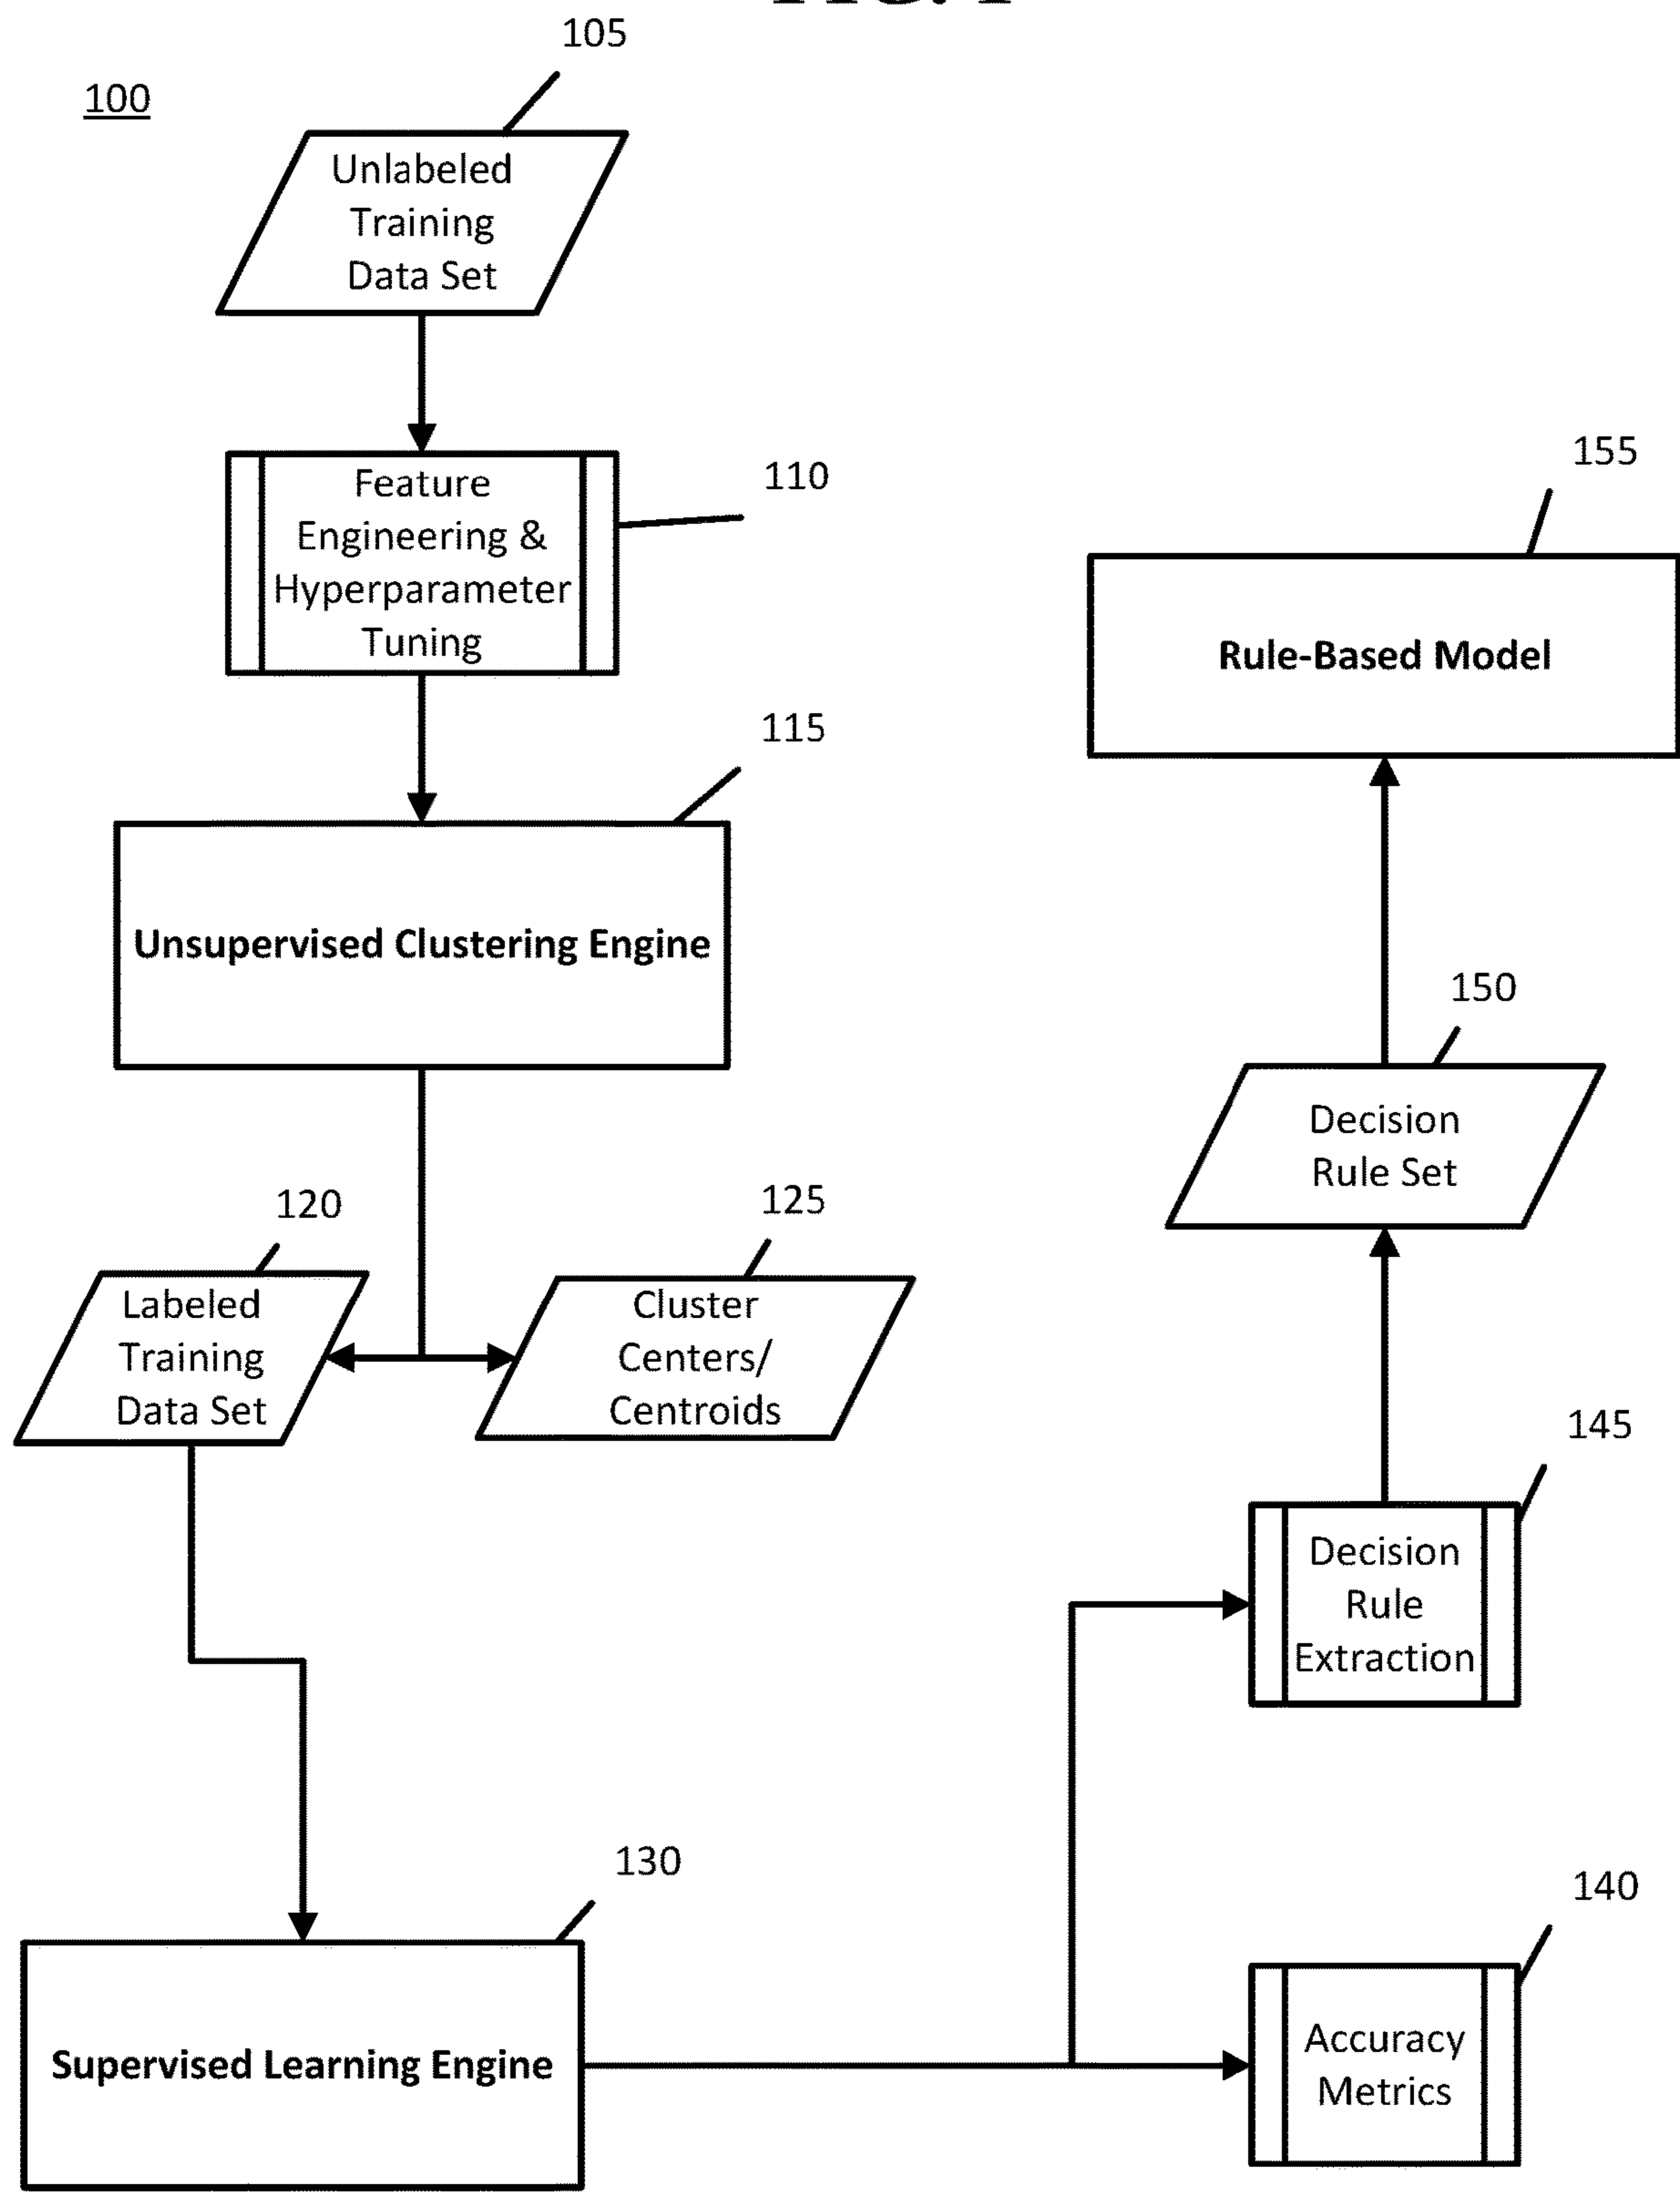 105
100
Unlabeled
Training
Data Set
110
Feature
Engineering &
Hyperparameter
Tuning
155
Rule-Based Model
115
Unsupervised Clustering Engine
150
Decision
Rule Set
120
125
Labeled
Training
Data Set
Cluster
Centers/
Centroids
145
Decision
Rule
Extraction
130
140
Supervised Learning Engine
Accuracy
Metrics